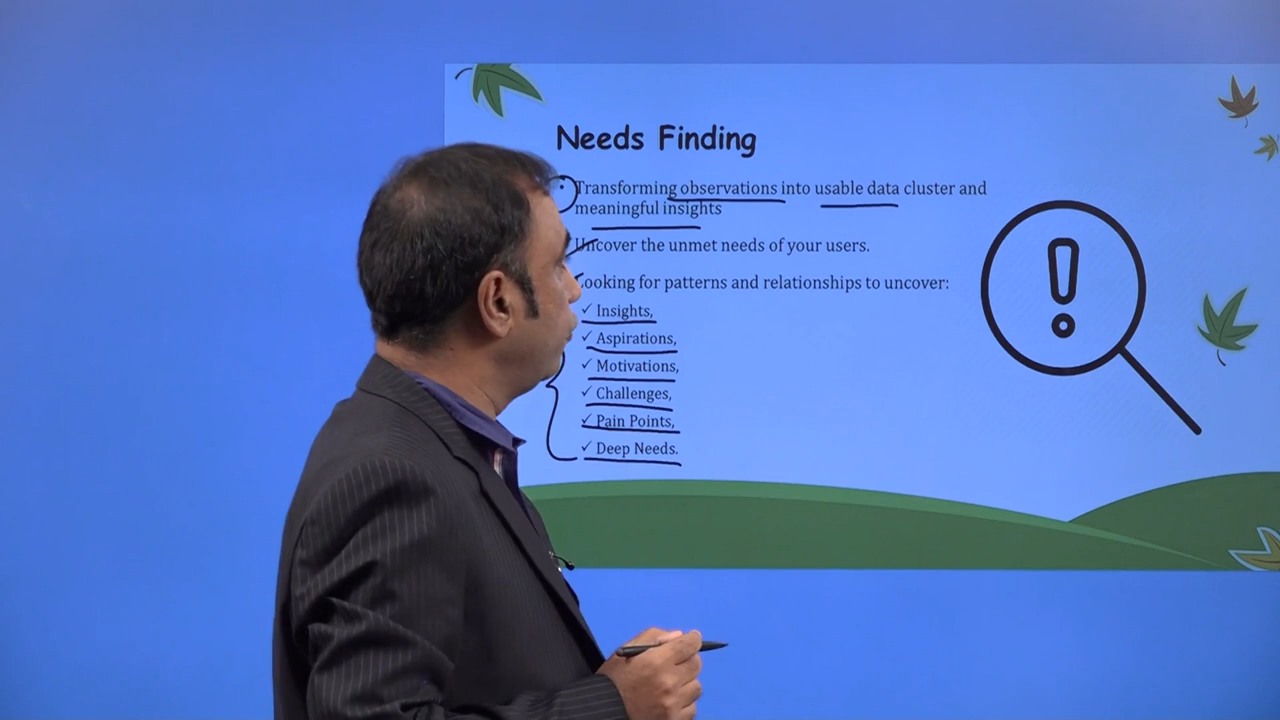 Needs Finding
Transforming observations into usable data cluster and
meaningful insights
Uncover the unmet needs of your users.
Looking for patterns and relationships to uncover:
✓ Insights,
✓ Aspirations,
✓ Motivations,
✓ Challenges,
✓ Pain Points,
✓ Deep Needs.